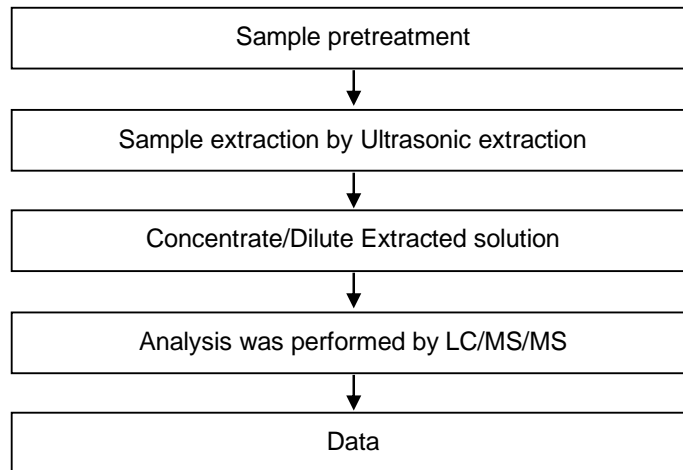 Sample pretreatment
Sample extraction by Ultrasonic extraction
Concentrate/Dilute Extracted solution
Analysis was performed by LC/MS/MS
Data